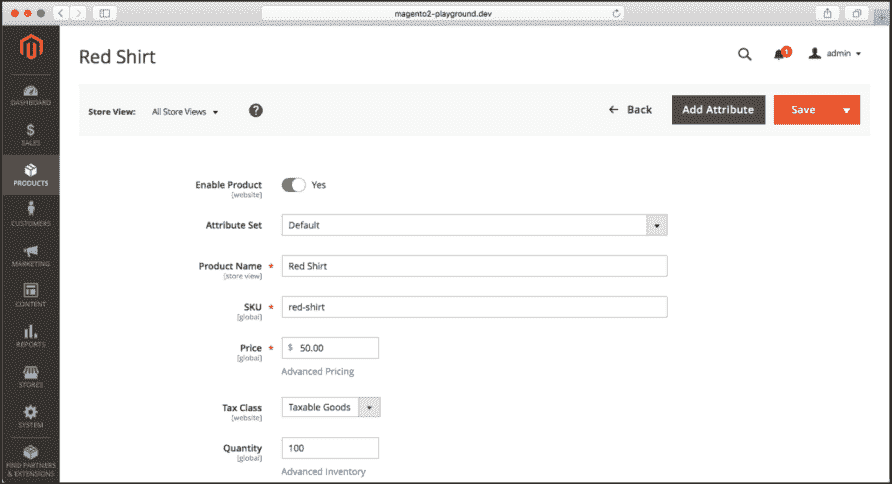 magento2-playground.dev
Red Shirt
1
admin
Store View: All Store Views ?
Back
Add Attribute
Save
DASHBOARD
$
SALES
PRODUCTS
CUSTOMERS
MARKETING
CONTENT
REPORTS
STORES
SYSTEM
FIND PARTNERS
& EXTENSIONS
Enable Product Yes
[website]
Attribute Set Default
Product Name * Red Shirt
[store view]
SKU * red-shirt
[global]
Price * $ 50.00
[global]
Advanced Pricing
Tax Class Taxable Goods
[website]
Quantity 100
[global]
Advanced Inventory